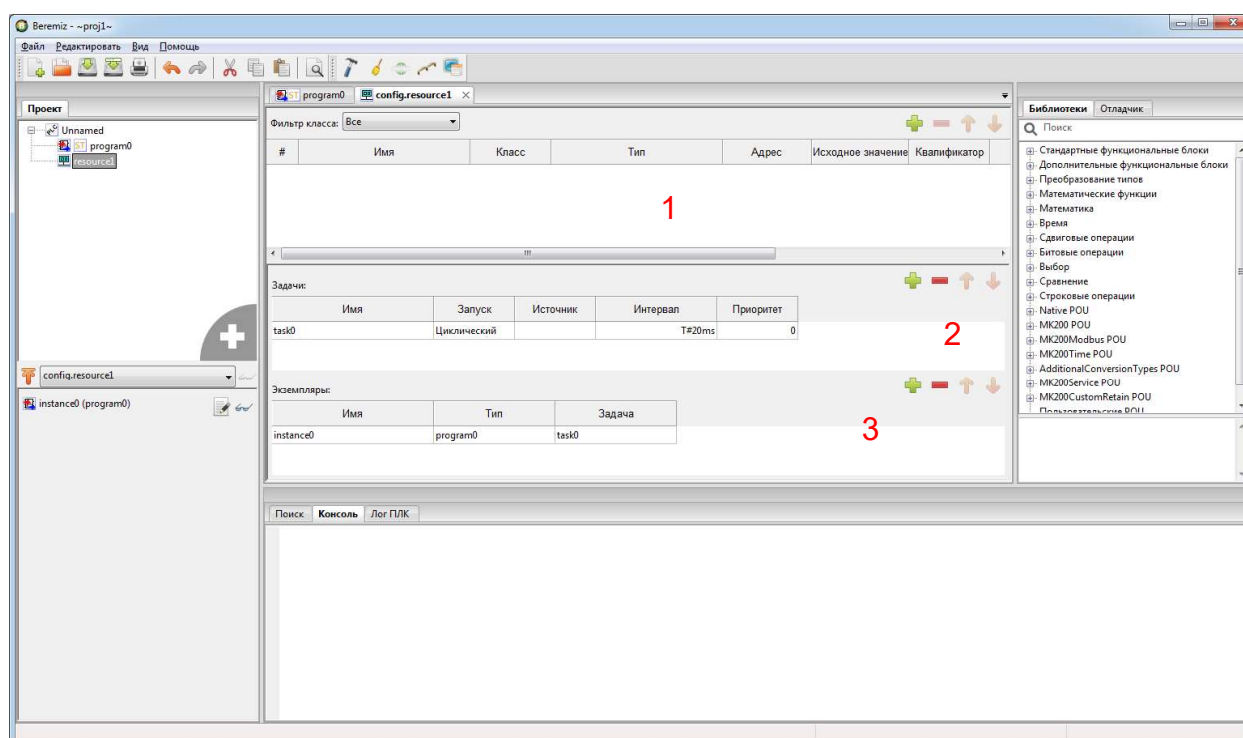 Beremiz - ~proj1~
Файл Редактировать Вид Помощь
Проект
Unnamed
ST program0
resource1
config.resource1
instance0 (program0)
ST program0 config.resource1
Фильтр класса: Все
# Имя Класс Тип Адрес Исходное значение Квалификатор
1
Задачи:
Имя Запуск Источник Интервал Приоритет
task0 Циклический T#20ms 0
2
Экземпляры:
Имя Тип Задача
instance0 program0 task0
3
Поиск Консоль Лог ПЛК
Библиотеки Отладчик
Поиск
Стандартные функциональные блоки
Дополнительные функциональные блоки
Преобразование типов
Математические функции
Математика
Время
Сдвиговые операции
Битовые операции
Выбор
Сравнение
Строковые операции
Native POU
MK200 POU
MK200Modbus POU
MK200Time POU
AdditionalConversionTypes POU
MK200Service POU
MK200CustomRetain POU
Пользовательские POU